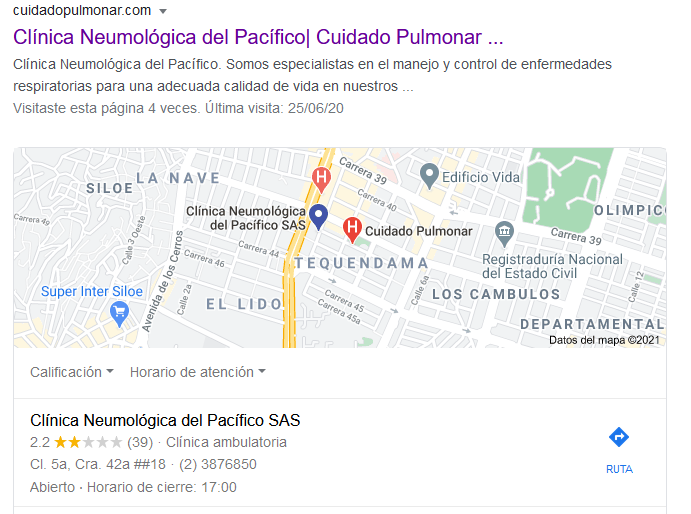 cuidadopulmonar.com
Clínica Neumológica del Pacífico| Cuidado Pulmonar ...
Clínica Neumológica del Pacífico. Somos especialistas en el manejo y control de enfermedades
respiratorias para una adecuada calidad de vida en nuestros ...
Visitaste esta página 4 veces. Última visita: 25/06/20
LA NAVE
SILOE
Carrera 39
Edificio Vida
Carrera 40
Carrera 4o
Calle 3 Oeste
Clínica Neumológica
del Pacífico SAS
Cuidado Pulmonar
OLIMPICO
Carrera 39
Registraduría Nacional
del Estado Civil
Avenida de los Cerros
Carrera 46
Carrera 44
TEQUENDAMA
Calle 10
Super Inter Siloe
Calle 2a
EL LIDO
Carrera 45
Carrera 45a
LOS CAMBULOS
DEPARTAMENTAL
Datos del mapa ©2021
Calificación
Horario de atención
Clínica Neumológica del Pacífico SAS
2.2 (39) · Clínica ambulatoria
Cl. 5a, Cra. 42a ##18 · (2) 3876850
Abierto · Horario de cierre: 17:00
RUTA